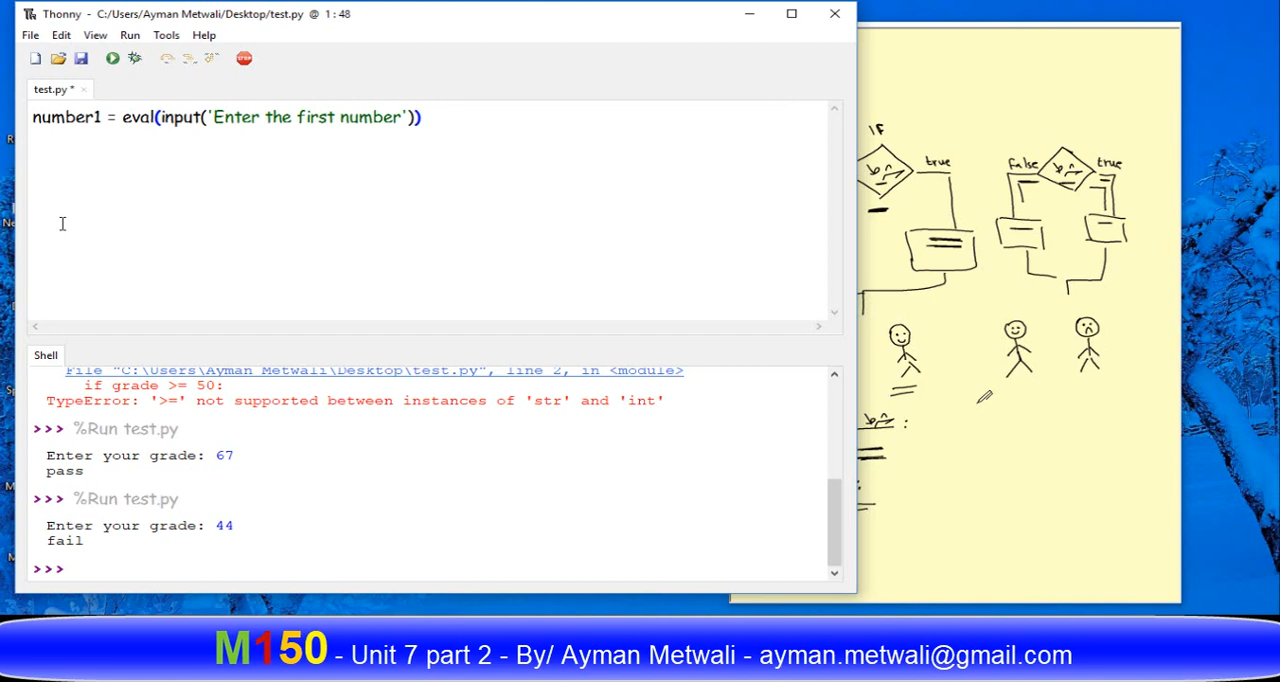 Thonny - C:/Users/Ayman Metwali/Desktop/test.py @ 1 : 48
File Edit View Run Tools Help
STOP
test.py *
number1 = eval(input('Enter the first number'))
Shell
File "C:\Users\Ayman Metwali\Desktop\test.py", line 2, in <module>
if grade >= 50:
TypeError: '>=' not supported between instances of 'str' and 'int'
>>> %Run test.py
Enter your grade: 67
pass
>>> %Run test.py
Enter your grade: 44
fail
>>>
IF
true
false
true
M150 - Unit 7 part 2 - By/ Ayman Metwali - ayman.metwali@gmail.com